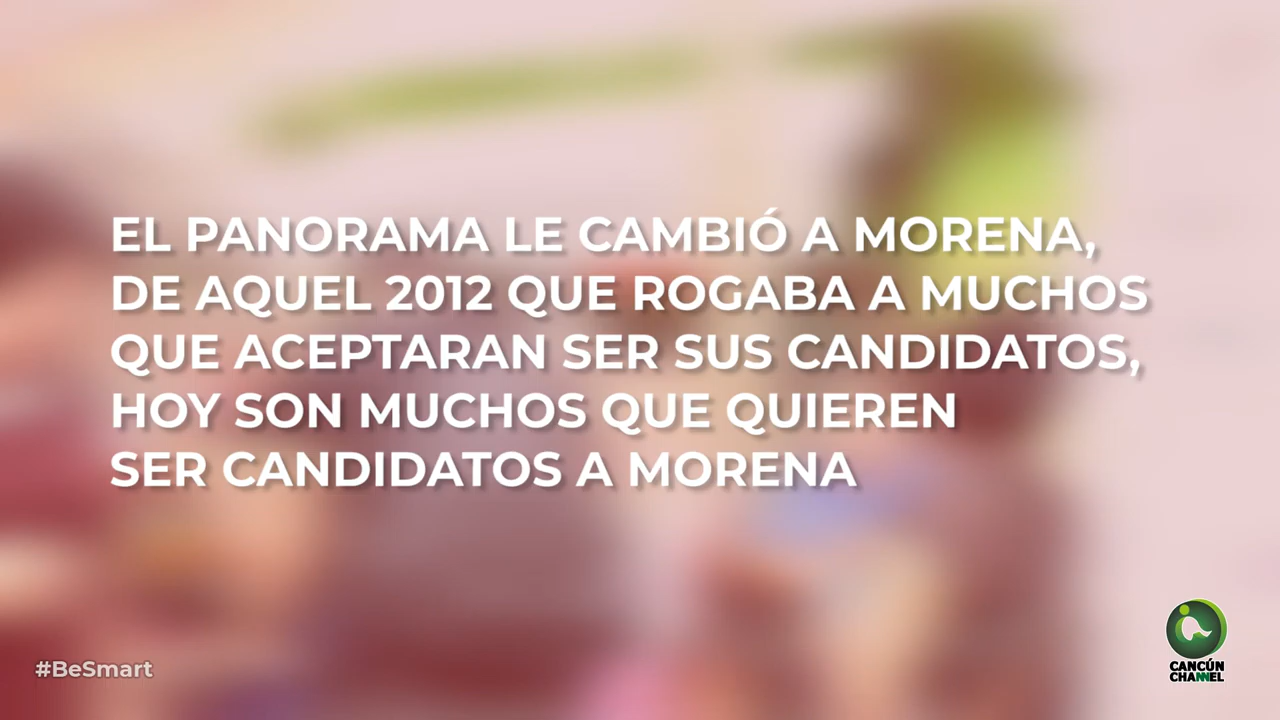 EL PANORAMA LE CAMBIÓ A MORENA,
DE AQUEL 2012 QUE ROGABA A MUCHOS
QUE ACEPTARAN SER SUS CANDIDATOS,
HOY SON MUCHOS QUE QUIEREN
SER CANDIDATOS A MORENA
#BeSmart
CANCÚN
CHANNEL